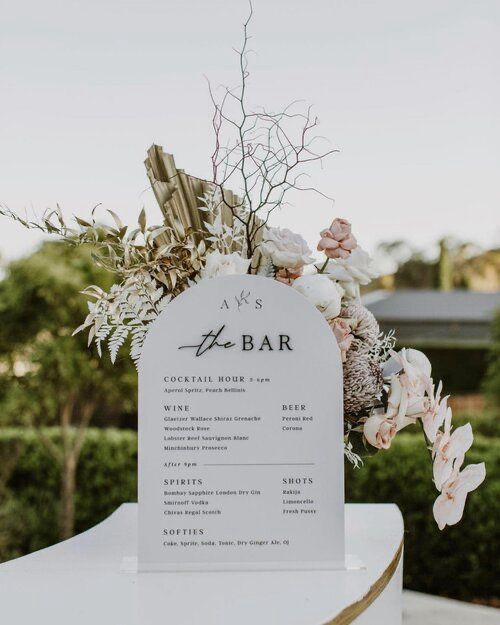 A S
the BAR
COCKTAIL HOUR 5-6pm
Aperol Spritz, Peach Bellinis
WINE
Glaetzer Wallace Shiraz Grenache
Woodstock Rose
Lobster Reef Sauvignon Blanc
Minchinbury Prosecco
BEER
Peroni Red
Corona
After 9pm
SPIRITS
Bombay Sapphire London Dry Gin
Smirnoff Vodka
Chivas Regal Scotch
SHOTS
Rakija
Limoncello
Fresh Pussy
SOFTIES
Coke, Sprite, Soda, Tonic, Dry Ginger Ale, OJ